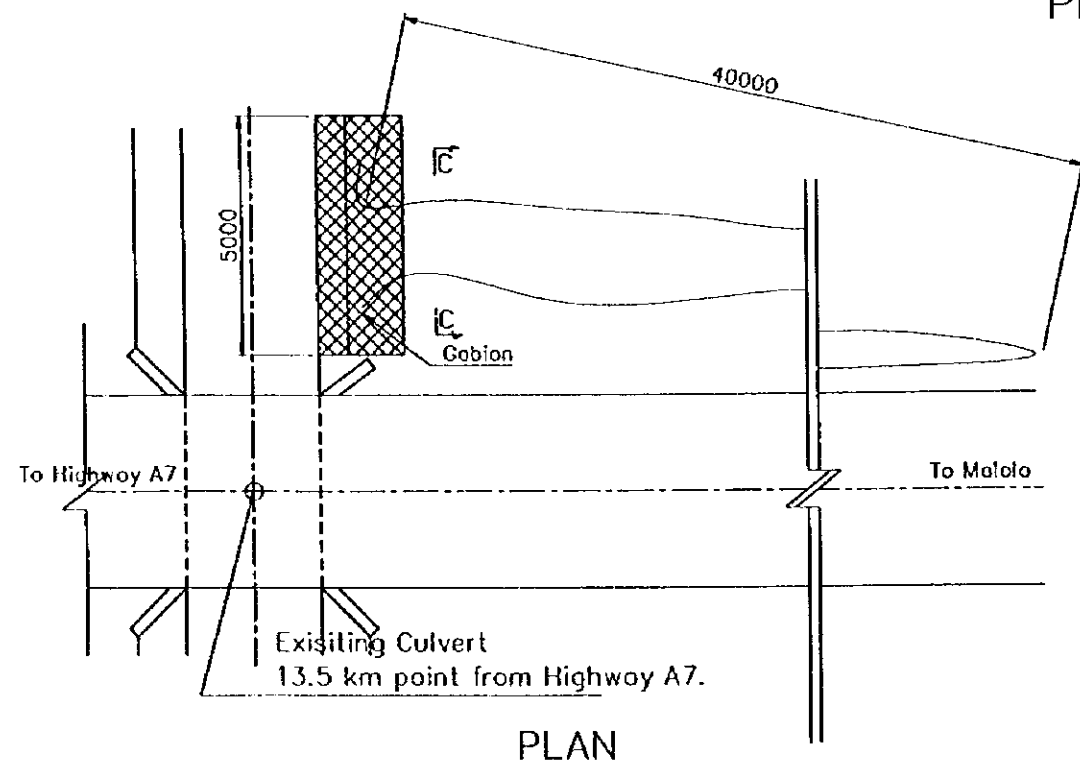 PL
40000
5000
C
C
Gabion
To Highway A7
To Malolo
Exisiting Culvert
13.5 km point from Highway A7.
PLAN